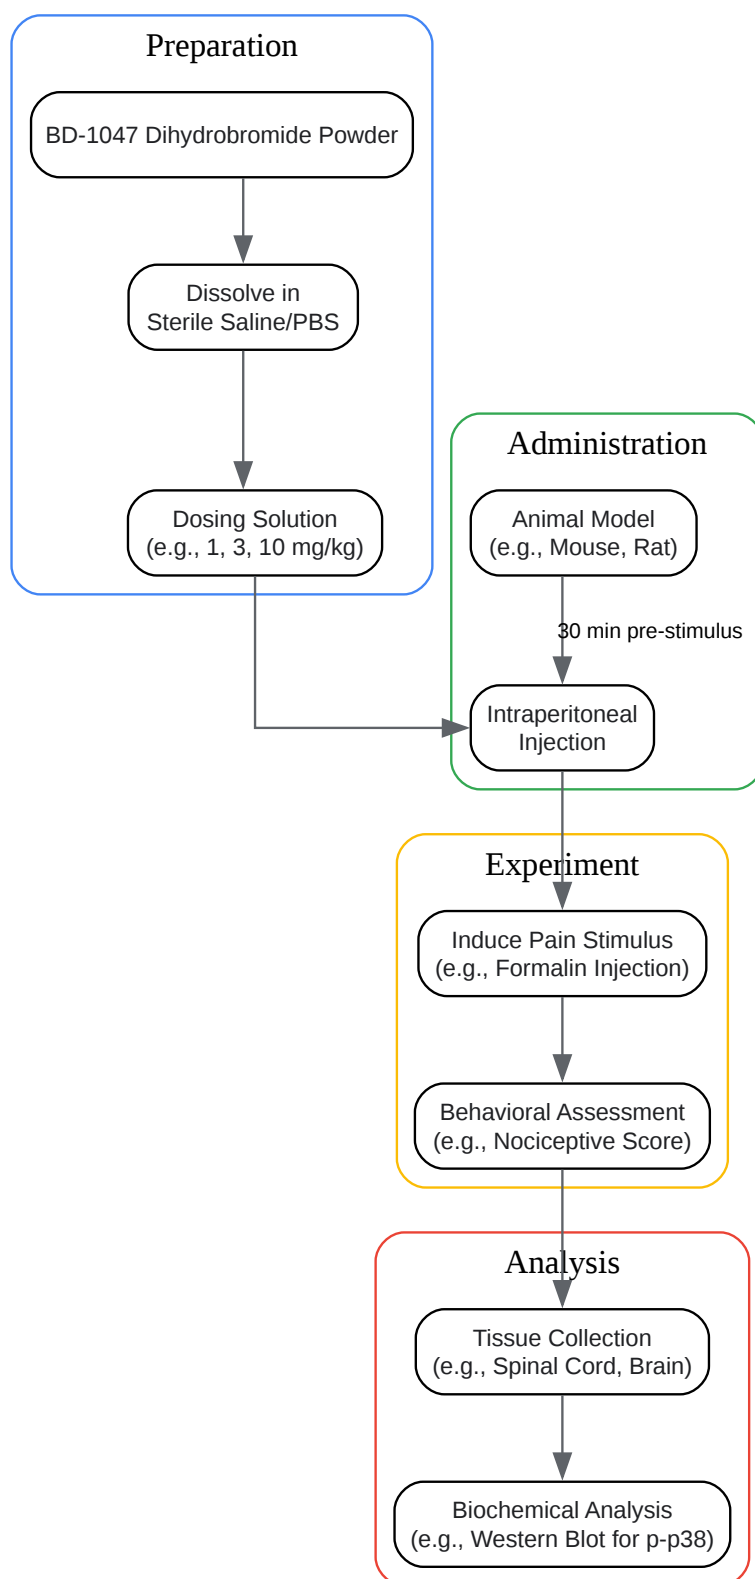 Preparation
BD-1047 Dihydrobromide Powder
Dissolve in
Sterile Saline/PBS
Dosing Solution
(e.g., 1, 3, 10 mg/kg)
Administration
Animal Model
(e.g., Mouse, Rat)
30 min pre-stimulus
Intraperitoneal
Injection
Experiment
Induce Pain Stimulus
(e.g., Formalin Injection)
Behavioral Assessment
(e.g., Nociceptive Score)
Analysis
Tissue Collection
(e.g., Spinal Cord, Brain)
Biochemical Analysis
(e.g., Western Blot for p-p38)